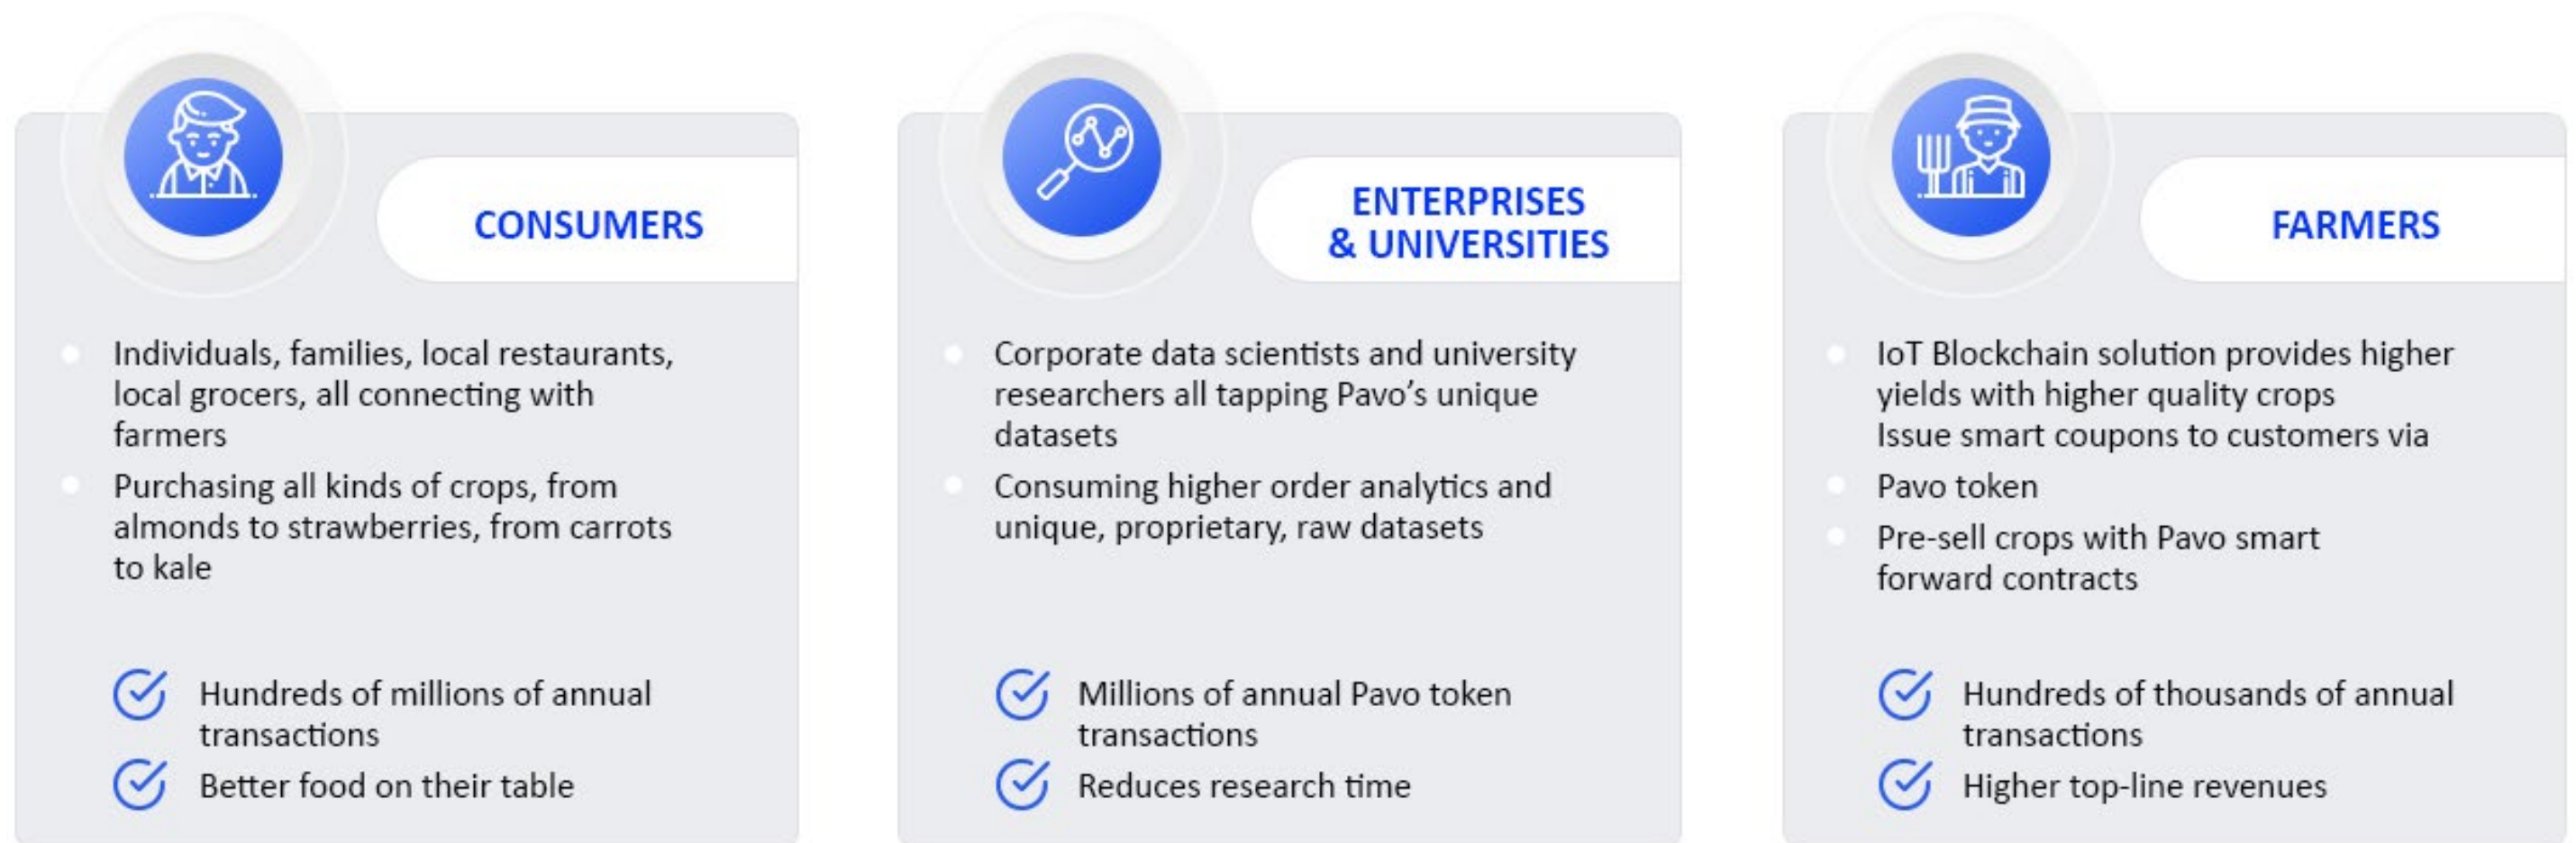 CONSUMERS
Individuals, families, local restaurants,
local grocers, all connecting with
farmers
Purchasing all kinds of crops, from
almonds to strawberries, from carrots
to kale
Hundreds of millions of annual
transactions
Better food on their table
ENTERPRISES
& UNIVERSITIES
Corporate data scientists and university
researchers all tapping Pavo’s unique
datasets
Consuming higher order analytics and
unique, proprietary, raw datasets
Millions of annual Pavo token
transactions
Reduces research time
FARMERS
IoT Blockchain solution provides higher
yields with higher quality crops
Issue smart coupons to customers via
Pavo token
Pre-sell crops with Pavo smart
forward contracts
Hundreds of thousands of annual
transactions
Higher top-line revenues